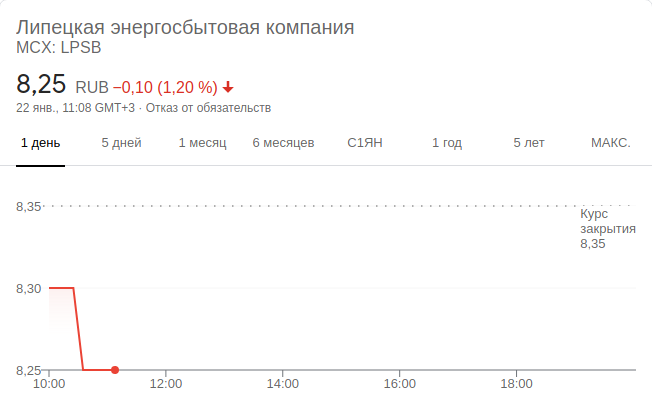 Липецкая энергосбытовая компания
MCX: LPSB
8,25 RUB −0,10 (1,20 %)
22 янв., 11:08 GMT+3 · Отказ от обязательств
1 день 5 дней 1 месяц 6 месяцев С1ЯН 1 год 5 лет МАКС.
8,35
Курс
закрытия
8,35
8,30
8,25
10:00 12:00 14:00 16:00 18:00